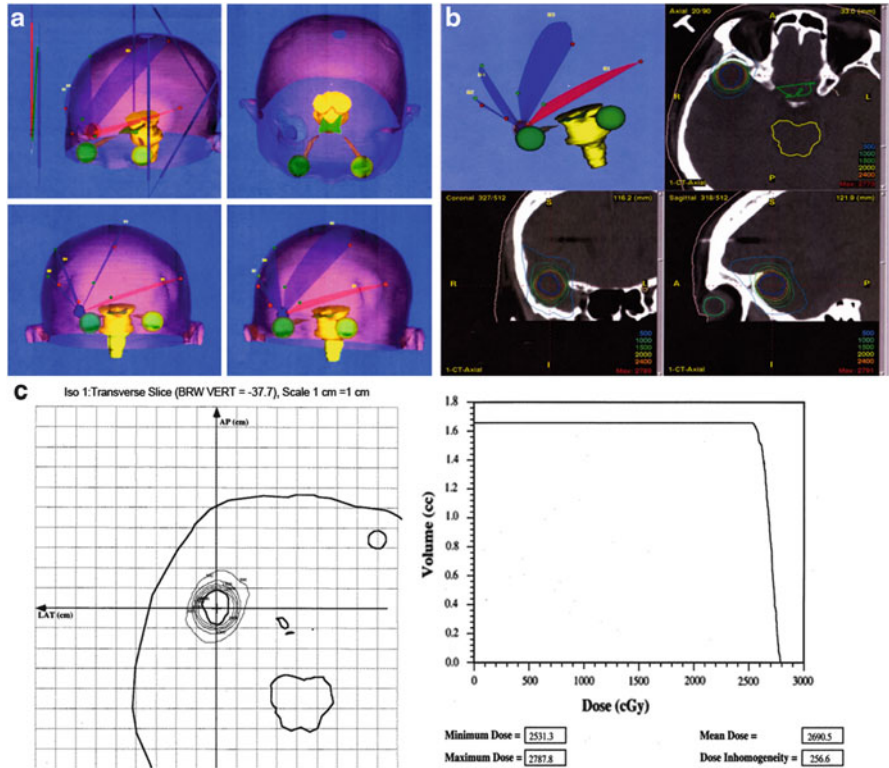 a
b
Axial 20/90 33.0 (mm)
A
R
L
500
1000
1500
2000
2400
1-CT-Axial
P
Coronal 327/512 116.2 (mm)
S
R
500
1000
1500
2000
2400
1-CT-Axial
I
Sagittal 318/512 121.9 (mm)
S
A
P
500
1000
1500
2000
2400
1-CT-Axial
I
c
Iso 1:Transverse Slice (BRW VERT = -37.7), Scale 1 cm =1 cm
AP (cm)
LAT (cm)
Volume (cc)
1.8
1.6
1.4
1.2
1.0
0.8
0.6
0.4
0.2
0.0
0 500 1000 1500 2000 2500 3000
Dose (cGy)
Minimum Dose = 2531.3 Mean Dose = 2690.5
Maximum Dose = 2787.8 Dose Inhomogeneity = 256.6